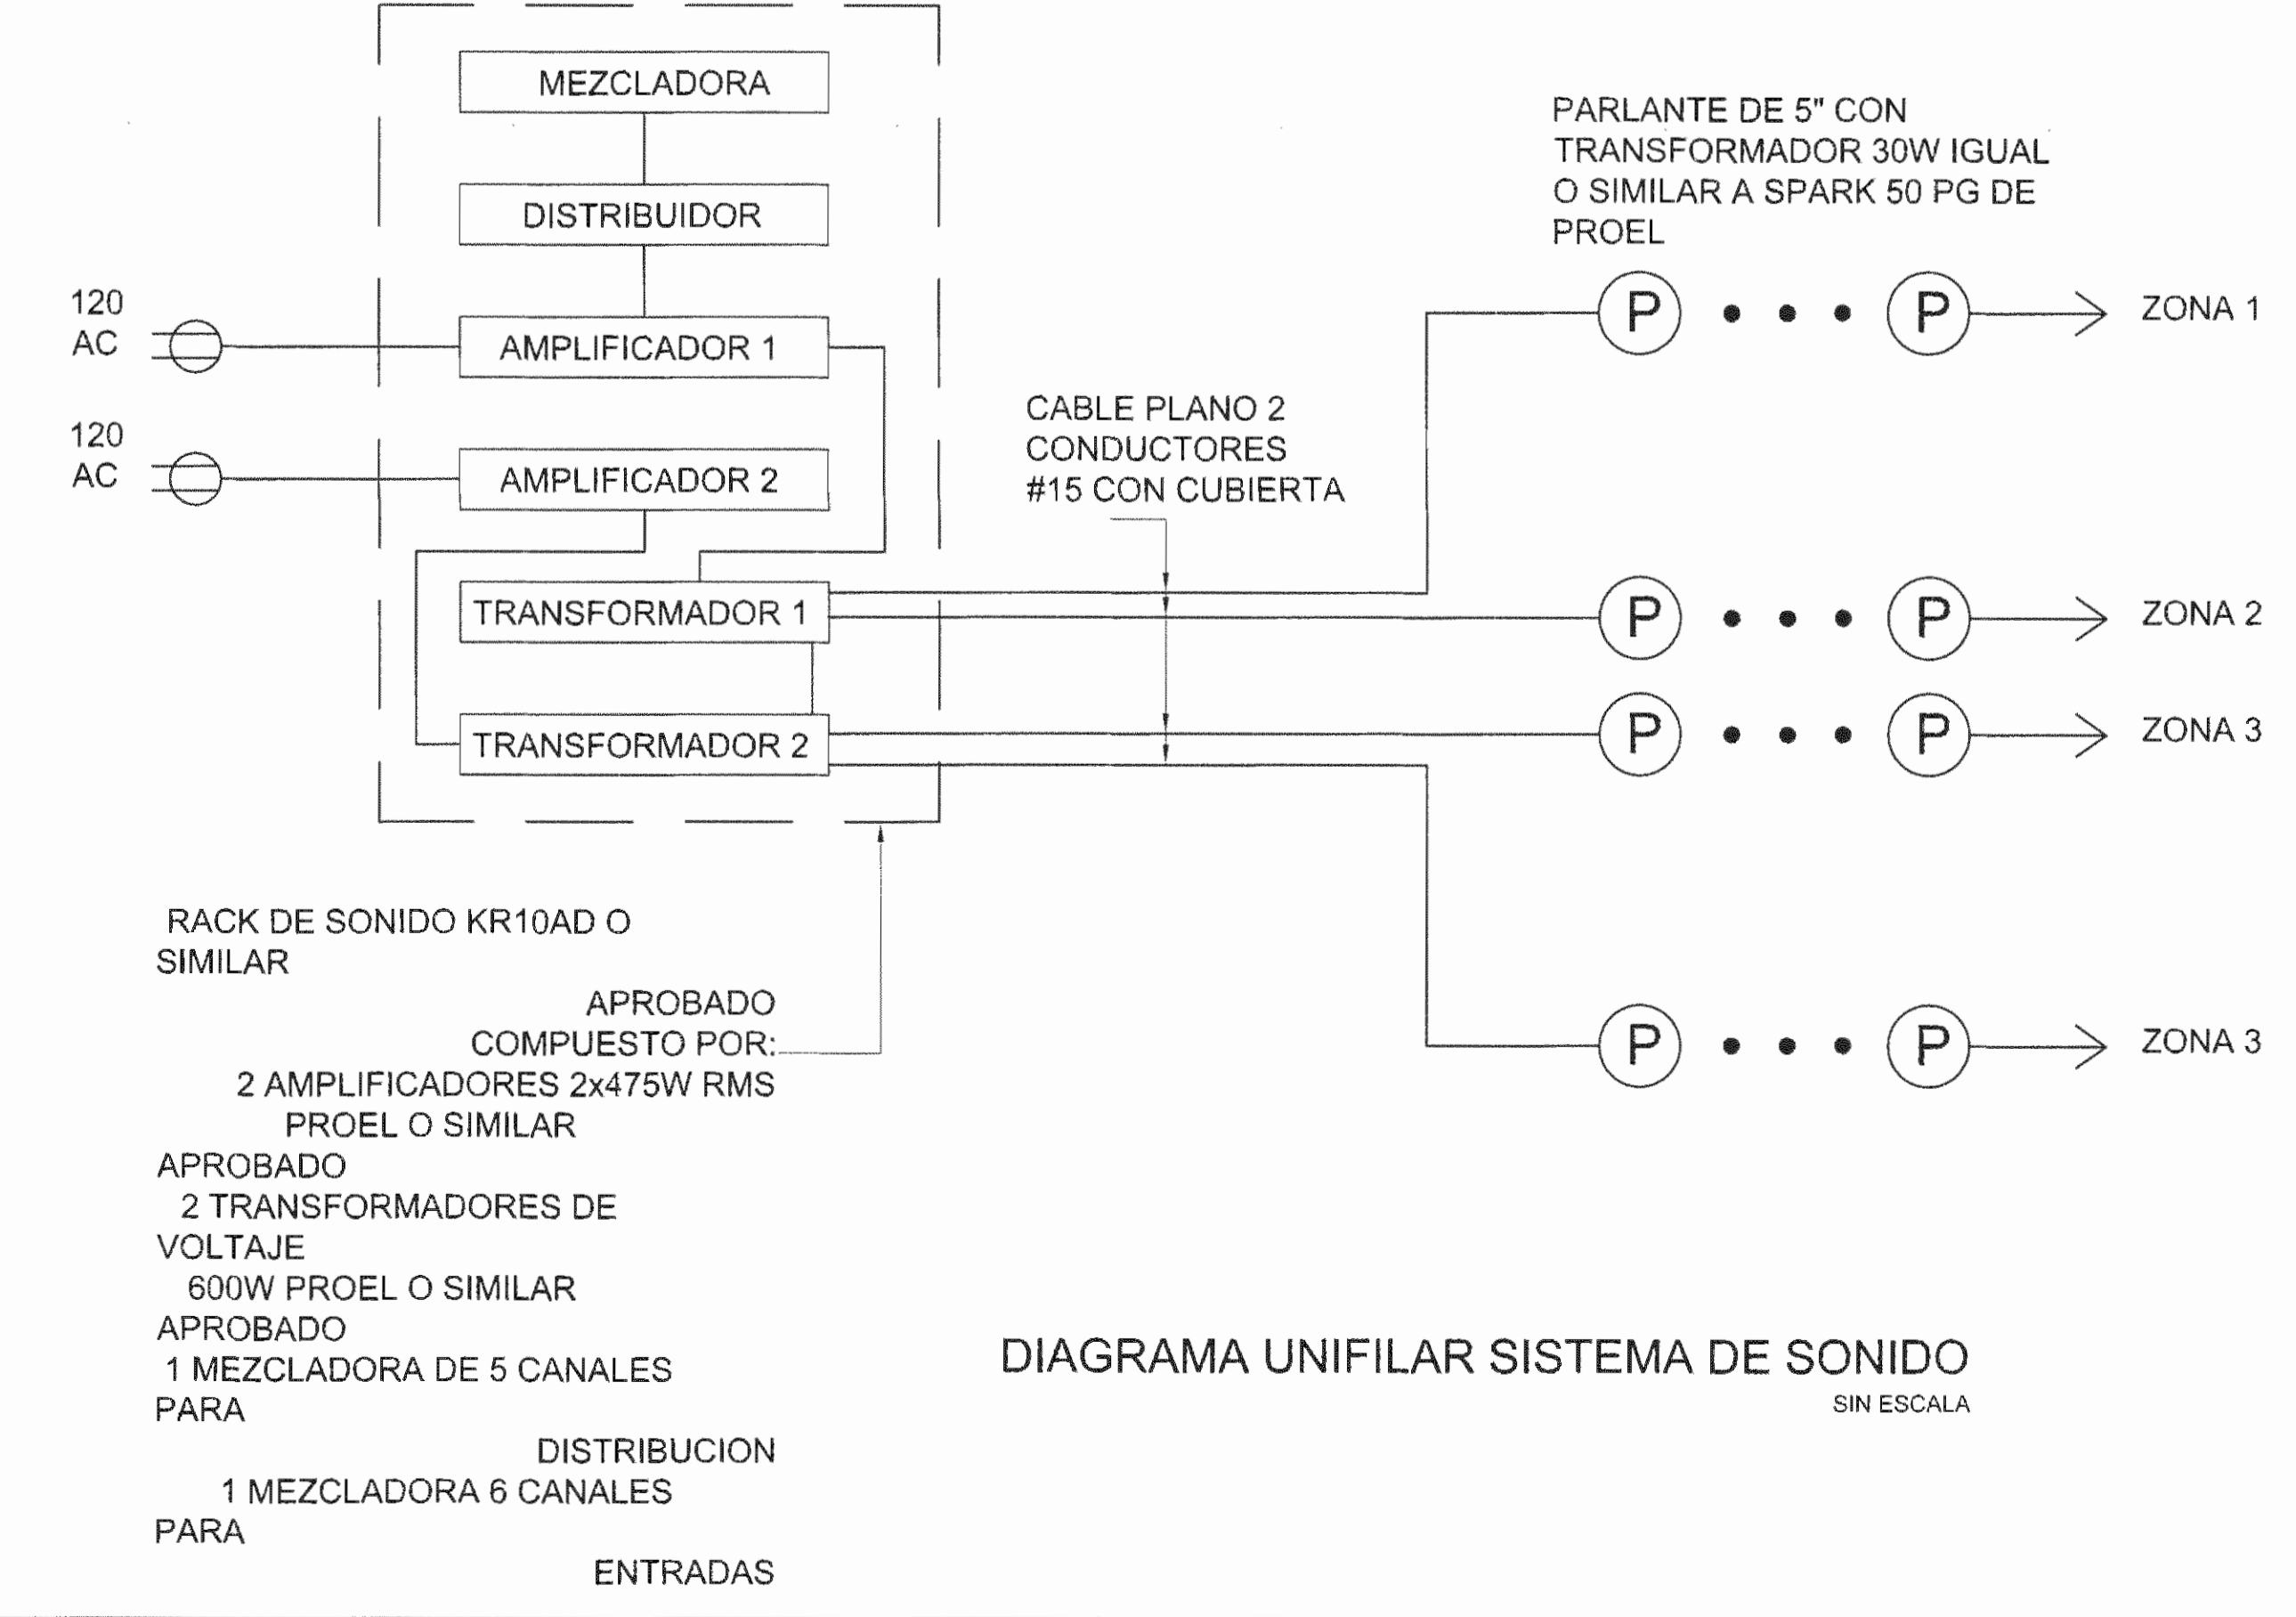 MEZCLADORA
DISTRIBUIDOR
120
AC
AMPLIFICADOR 1
120
AC
AMPLIFICADOR 2
TRANSFORMADOR 1
TRANSFORMADOR 2
CABLE PLANO 2
CONDUCTORES
#15 CON CUBIERTA
PARLANTE DE 5" CON
TRANSFORMADOR 30W IGUAL
O SIMILAR A SPARK 50 PG DE
PROEL
P P ZONA 1
P P ZONA 2
P P ZONA 3
P P ZONA 3
RACK DE SONIDO KR10AD O
SIMILAR
APROBADO
COMPUESTO POR:
2 AMPLIFICADORES 2x475W RMS
PROEL O SIMILAR
APROBADO
2 TRANSFORMADORES DE
VOLTAJE
600W PROEL O SIMILAR
APROBADO
1 MEZCLADORA DE 5 CANALES
PARA
DISTRIBUCION
1 MEZCLADORA 6 CANALES
PARA
ENTRADAS
DIAGRAMA UNIFILAR SISTEMA DE SONIDO
SIN ESCALA